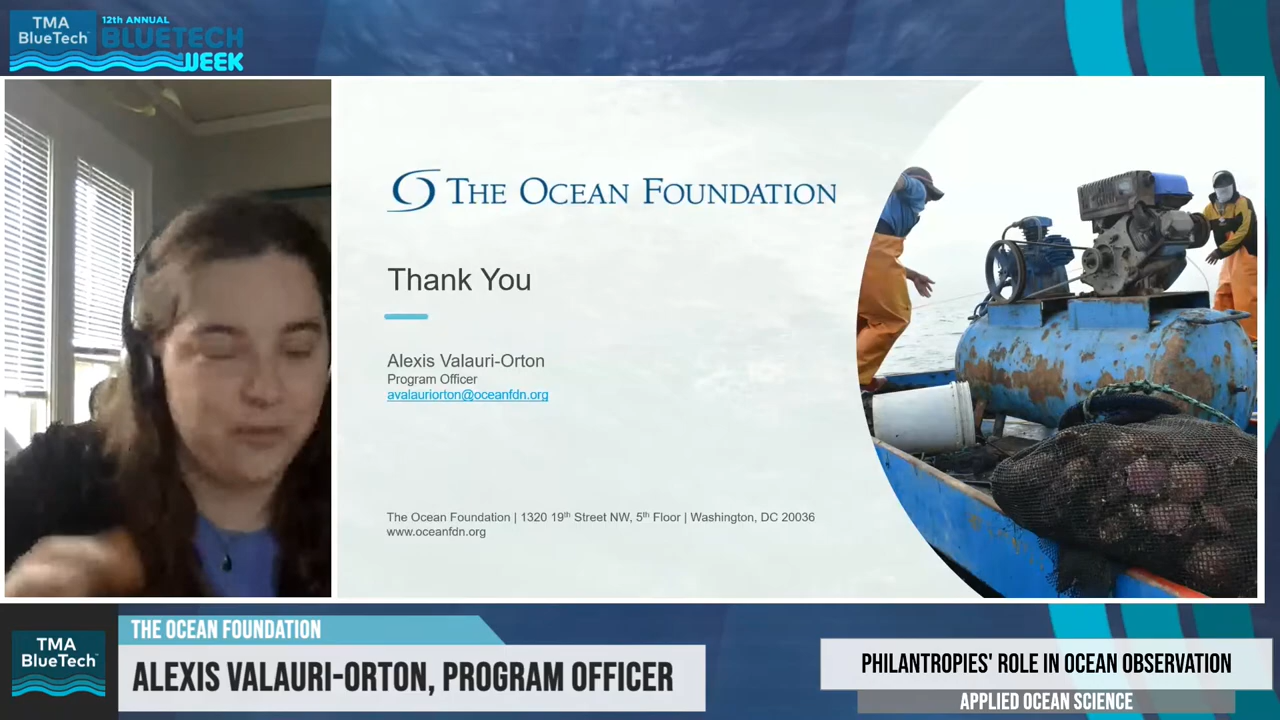 TMA
BlueTech™
12th ANNUAL
BLUETECH
WEEK
THE OCEAN FOUNDATION
Thank You
Alexis Valauri-Orton
Program Officer
avalauriorton@oceanfdn.org
The Ocean Foundation | 1320 19th Street NW, 5th Floor | Washington, DC 20036
www.oceanfdn.org
TMA
BlueTech™
THE OCEAN FOUNDATION
ALEXIS VALAURI-ORTON, PROGRAM OFFICER
PHILANTROPIES' ROLE IN OCEAN OBSERVATION
APPLIED OCEAN SCIENCE